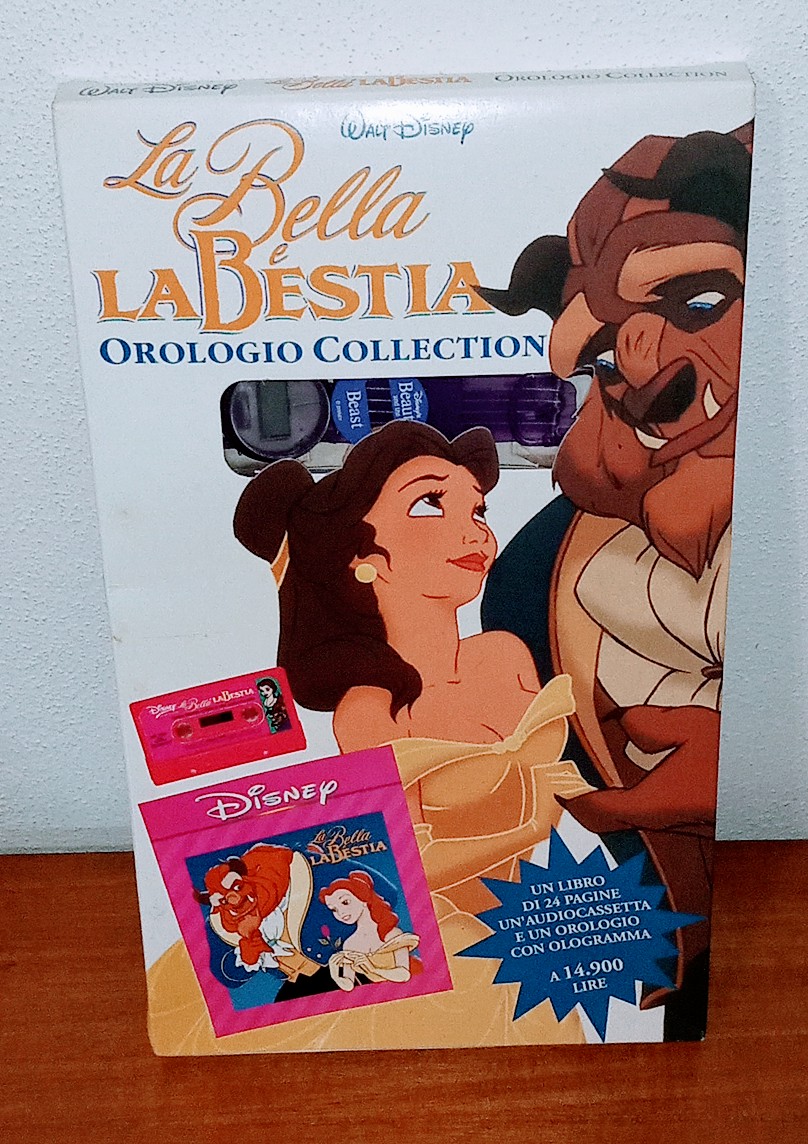 WALT DISNEY La Bella e LA BESTIA OROLOGIO COLLECTION
WALT DISNEY
La Bella
e
LA BESTIA
OROLOGIO COLLECTION
Disney's
Beast
DISNEY La Bella e LA BESTIA
DISNEY
La Bella
e
LA BESTIA
UN LIBRO
DI 24 PAGINE
UN'AUDIOCASSETTA
E UN OROLOGIO
CON OLOGRAMMA
A 14.900
LIRE